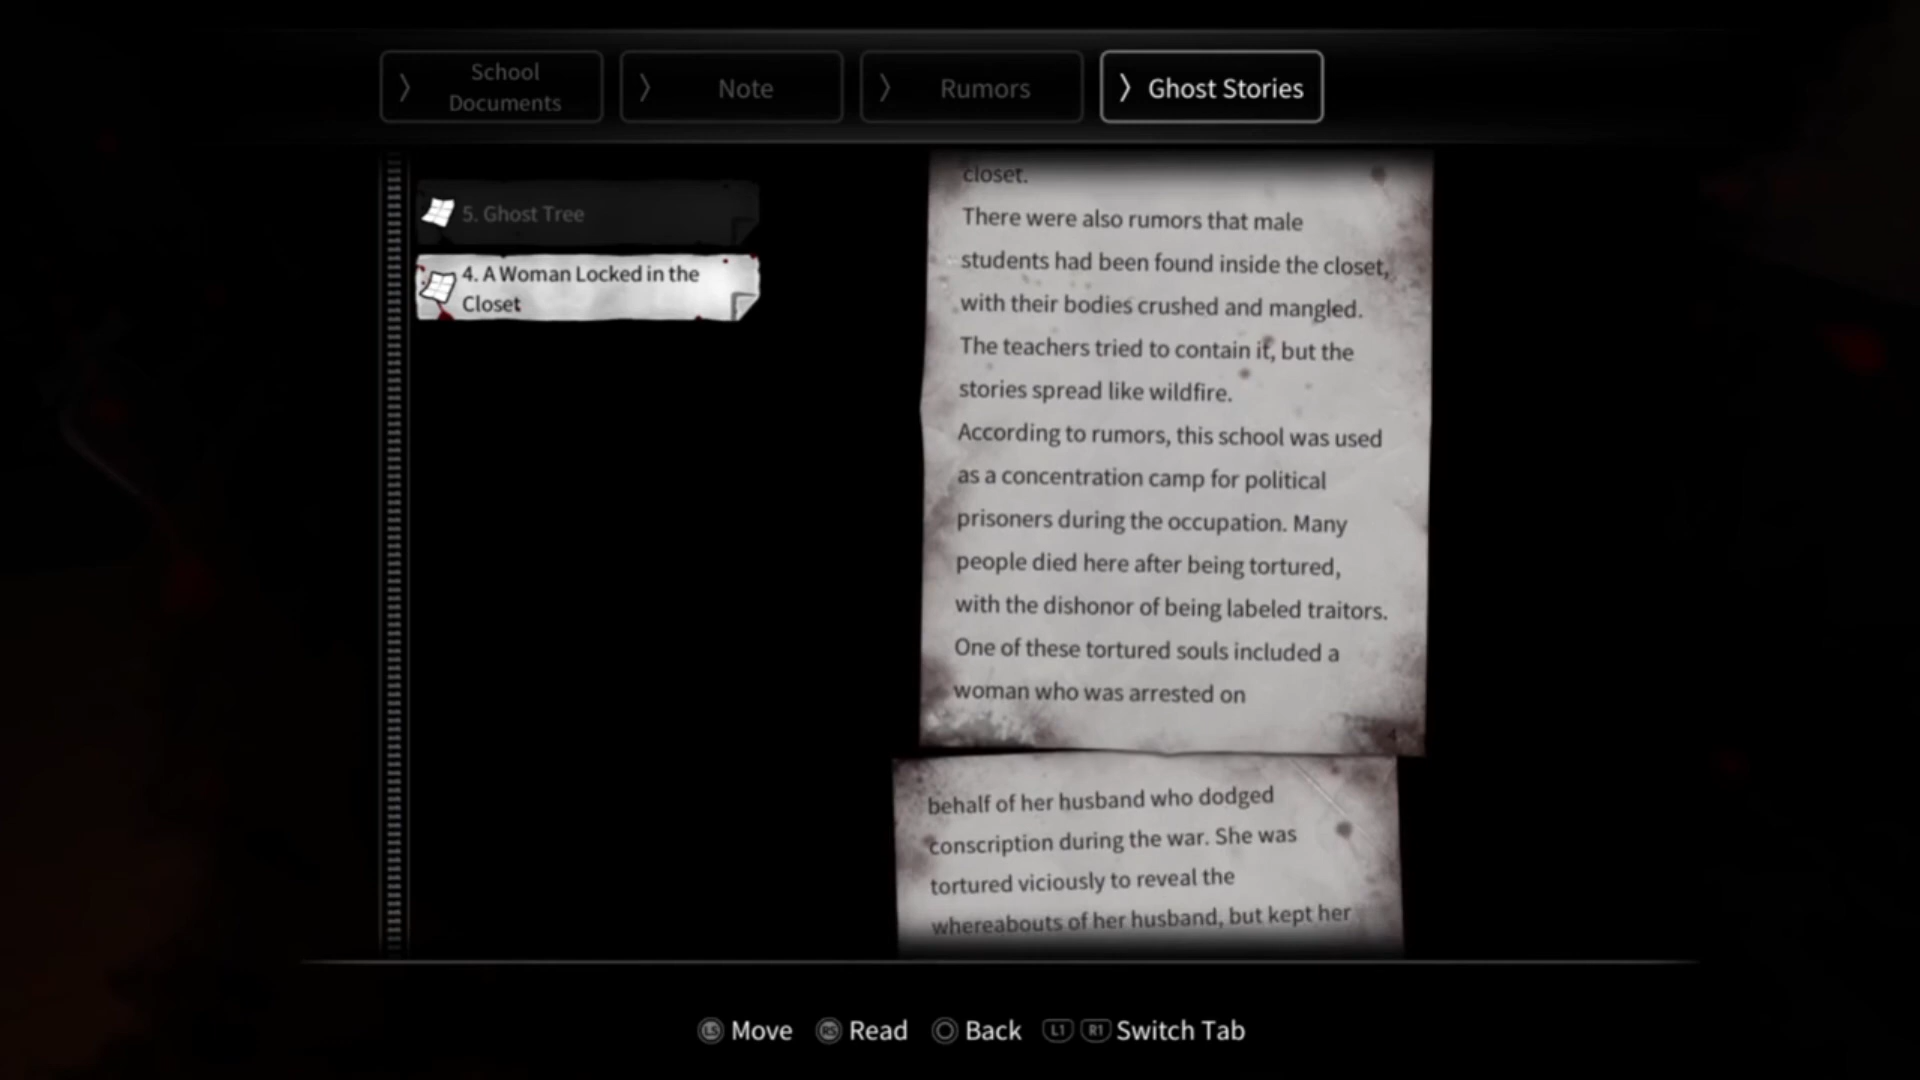 School
Documents
Note
Rumors
Ghost Stories
5. Ghost Tree
4. A Woman Locked in the
Closet
closet.
There were also rumors that male
students had been found inside the closet,
with their bodies crushed and mangled.
The teachers tried to contain it, but the
stories spread like wildfire.
According to rumors, this school was used
as a concentration camp for political
prisoners during the occupation. Many
people died here after being tortured,
with the dishonor of being labeled traitors.
One of these tortured souls included a
woman who was arrested on
behalf of her husband who dodged
conscription during the war. She was
tortured viciously to reveal the
whereabouts of her husband, but kept her
LS Move RS Read Back L1 R1 Switch Tab